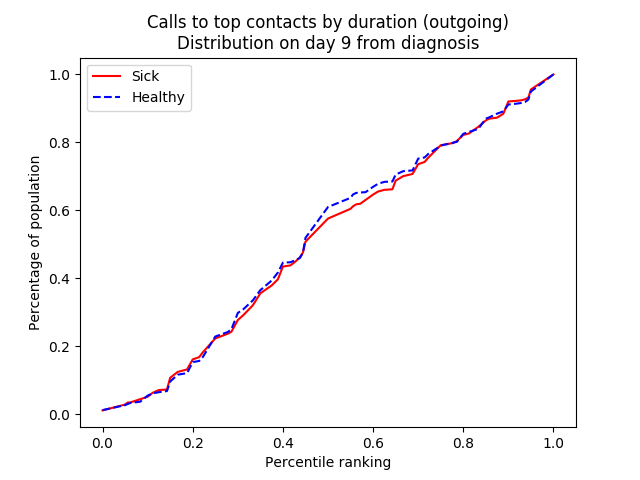 Calls to top contacts by duration (outgoing)
Distribution on day 9 from diagnosis
Sick
Healthy
Percentage of population
1.0
0.8
0.6
0.4
0.2
0.0
0.0 0.2 0.4 0.6 0.8 1.0
Percentile ranking